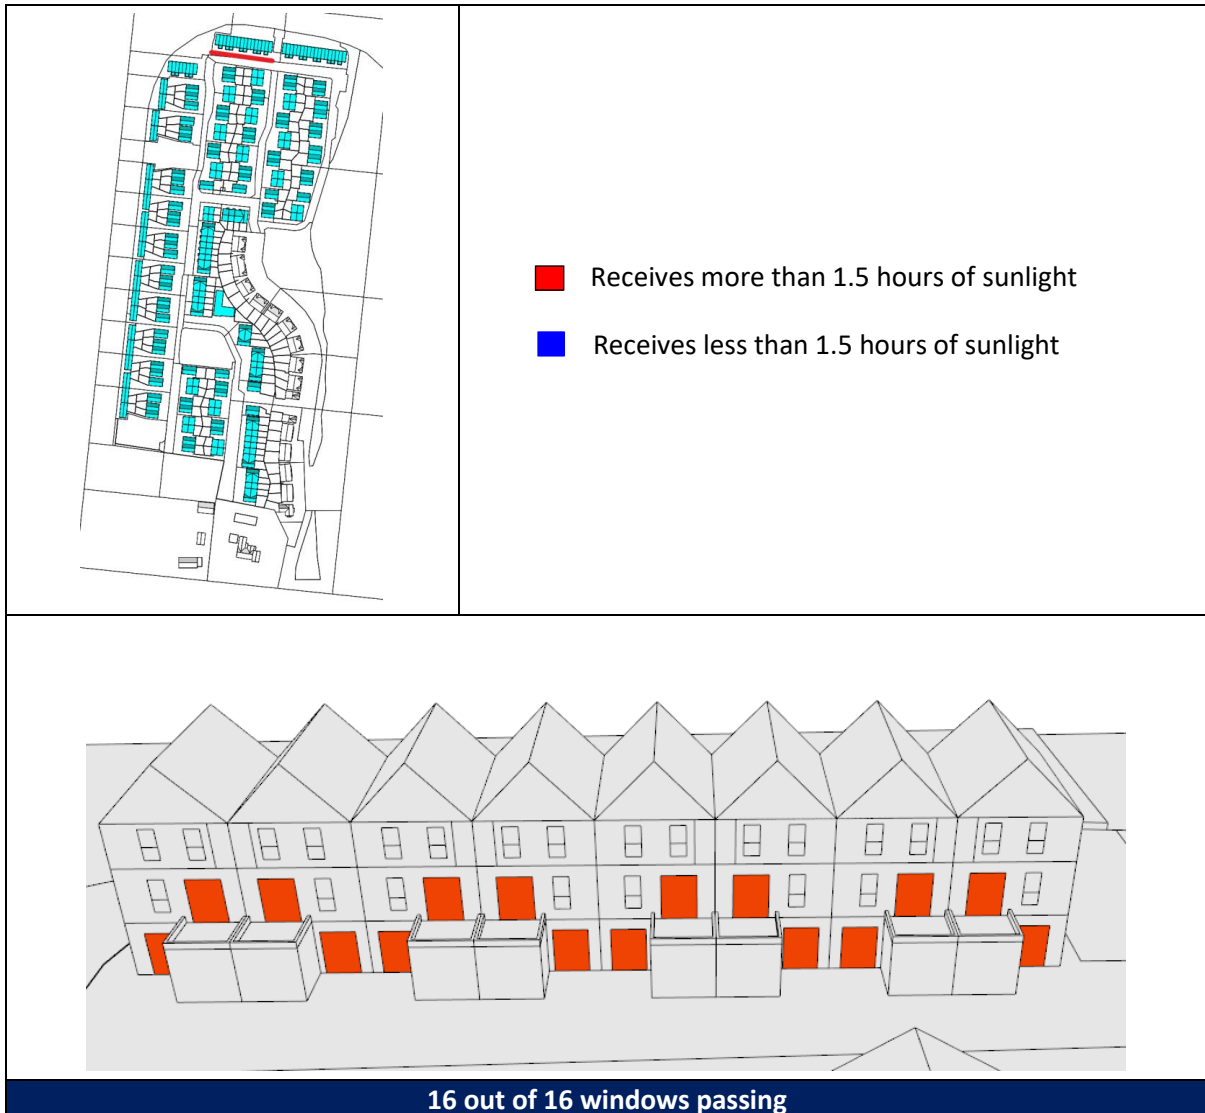 Receives more than 1.5 hours of sunlight
Receives less than 1.5 hours of sunlight
16 out of 16 windows passing